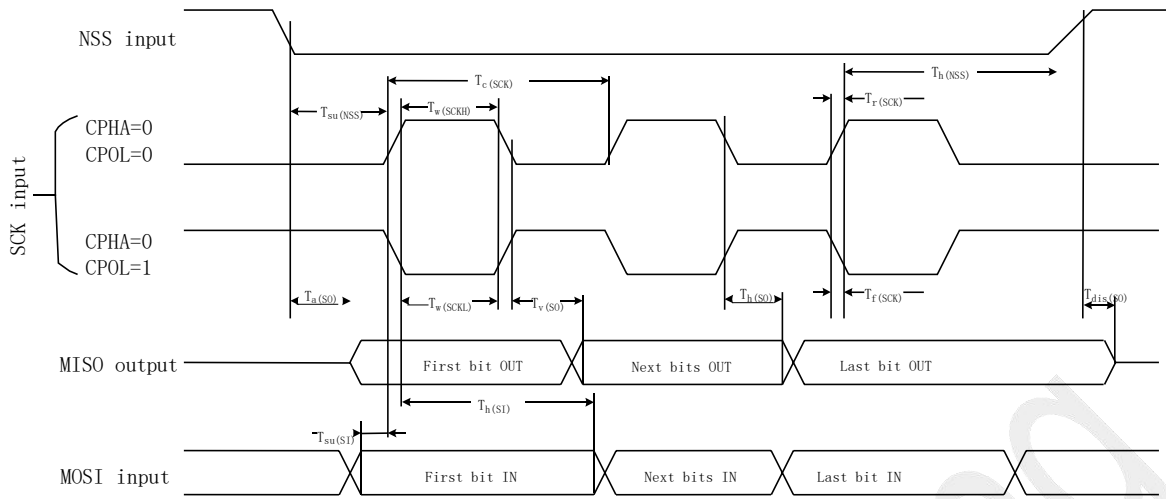 NSS input
Tc(SCK)
Th(NSS)
Tsu(NSS)
Tw(SCKH)
Tr(SCK)
CPHA=0
CPOL=0
SCK input
CPHA=0
CPOL=1
Ta(SO)
Tw(SCKL)
Tv(SO)
Th(SO)
Tf(SCK)
Tdis(SO)
MISO output
First bit OUT
Next bits OUT
Last bit OUT
Th(SI)
Tsu(SI)
MOSI input
First bit IN
Next bits IN
Last bit IN